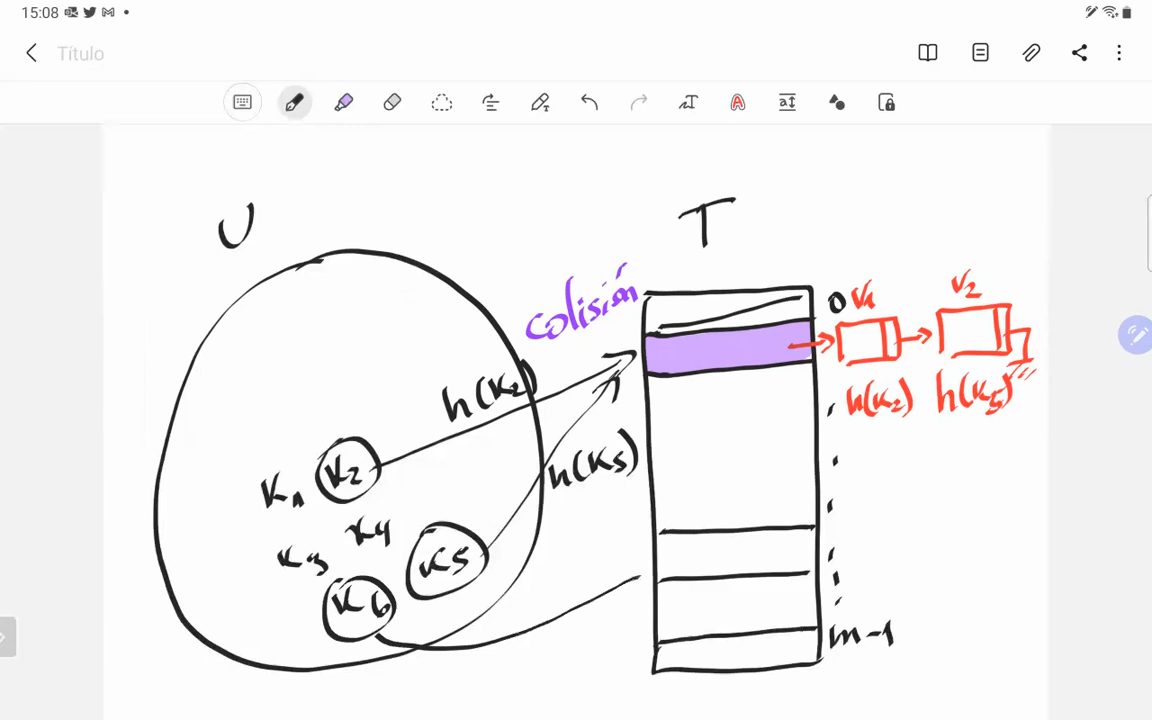 15:08
Título
U
T
colisión
0
V1
V2
h(K2)
h(K2)
h(K5)
h(K5)
K1
K2
K4
K3
K5
K6
m-1